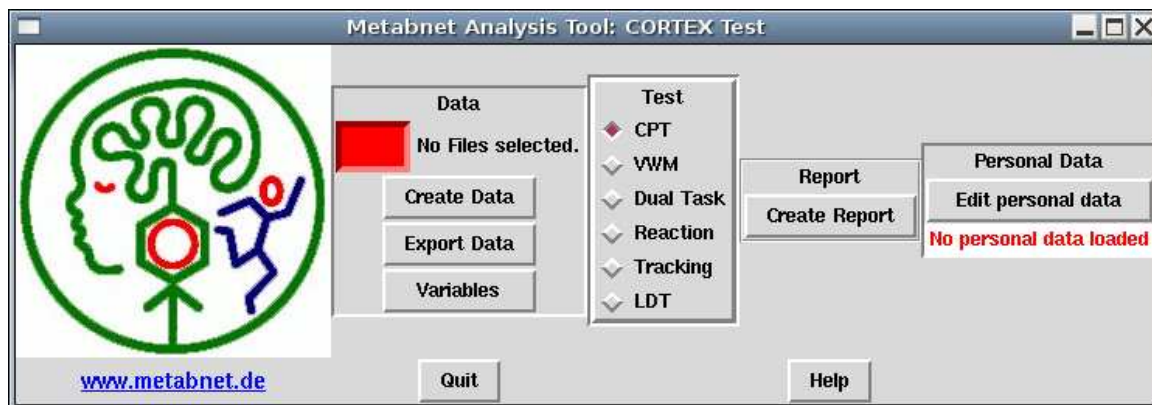 Metabnet Analysis Tool: CORTEX Test
Data
No Files selected.
Create Data
Export Data
Variables
Test
CPT
VWM
Dual Task
Reaction
Tracking
LDT
Report
Create Report
Personal Data
Edit personal data
No personal data loaded
www.metabnet.de
Quit
Help